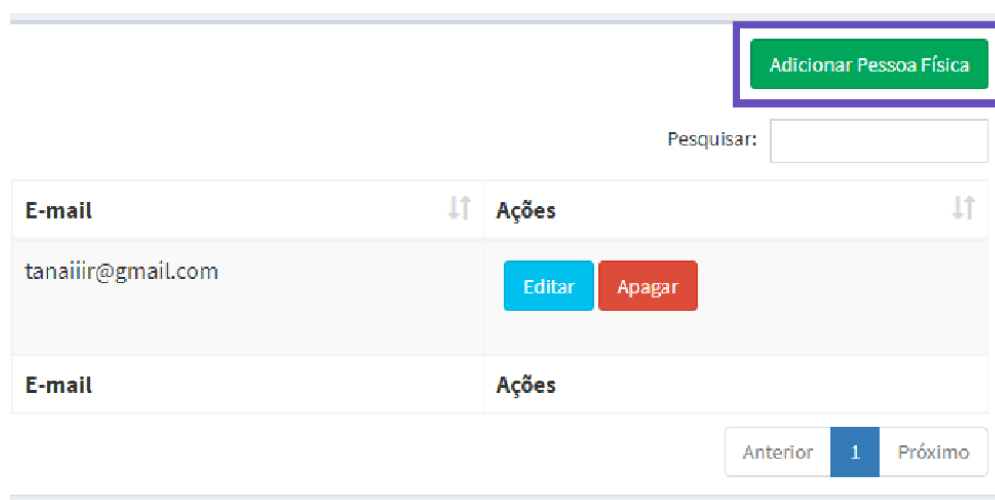 Adicionar Pessoa Física
Pesquisar:
E-mail Ações
tanaiiir@gmail.com Editar Apagar
E-mail Ações
Anterior 1 Próximo